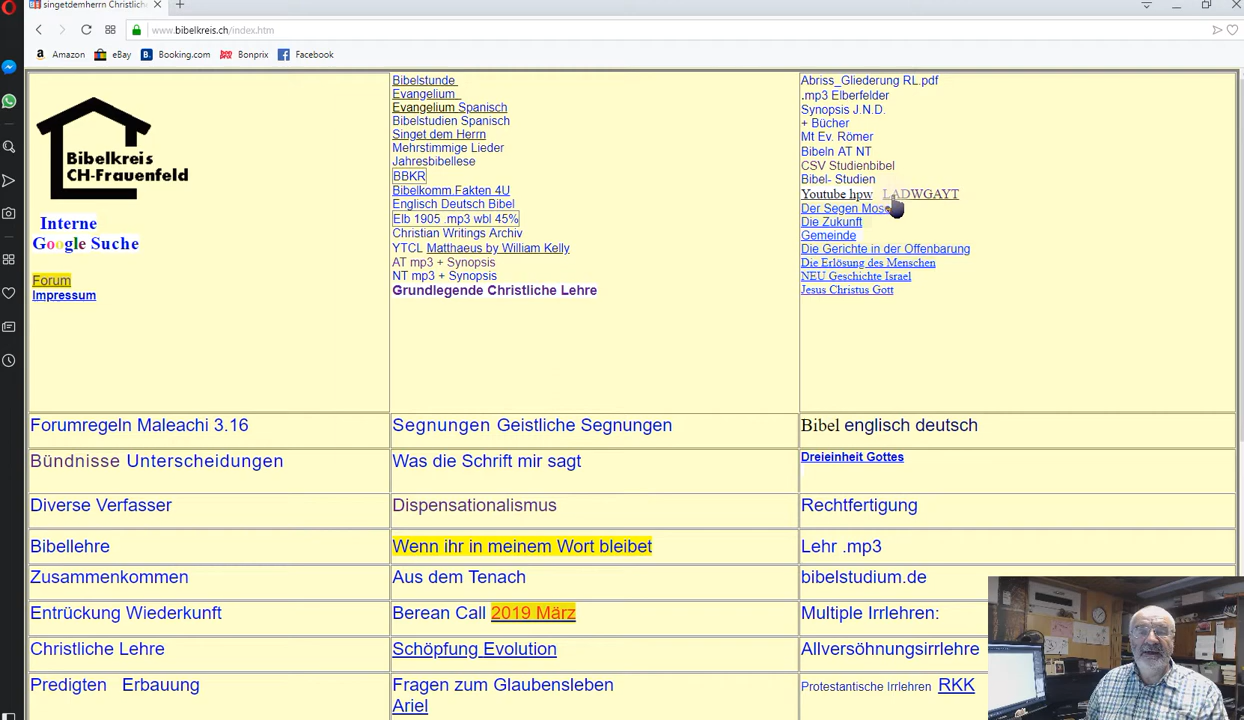 singetdemherrn Christlich
www.bibelkreis.ch/index.htm
Amazon eBay Booking.com Bonprix Facebook
Bibelkreis
CH-Frauenfeld
Interne
Google Suche
Forum
Impressum
Bibelstunde
Evangelium
Evangelium Spanisch
Bibelstudien Spanisch
Singet dem Herrn
Mehrstimmige Lieder
Jahresbibellese
BBKR
Bibelkomm.Fakten 4U
Englisch Deutsch Bibel
Elb 1905 .mp3 wbl 45%
Christian Writings Archiv
YTCL Matthaeus by William Kelly
AT mp3 + Synopsis
NT mp3 + Synopsis
Grundlegende Christliche Lehre
Abriss_Gliederung RL.pdf
.mp3 Elberfelder
Synopsis J.N.D.
+ Bücher
Mt Ev. Römer
Bibeln AT NT
CSV Studienbibel
Bibel- Studien
Youtube hpw LADWGAYT
Der Segen
Die Zukunft
Gemeinde
Die Gerichte in der Offenbarung
Die Erlösung des Menschen
NEU Geschichte Israel
Jesus Christus Gott
Forumregeln Maleachi 3.16
Segnungen Geistliche Segnungen
Bibel englisch deutsch
Bündnisse Unterscheidungen
Was die Schrift mir sagt
Dreieinheit Gottes
Diverse Verfasser
Dispensationalismus
Rechtfertigung
Bibellehre
Wenn ihr in meinem Wort bleibet
Lehr .mp3
Zusammenkommen
Aus dem Tenach
bibelstudium.de
Entrückung Wiederkunft
Berean Call 2019 März
Multiple Irrlehren:
Christliche Lehre
Schöpfung Evolution
Allversöhnungsirrlehre
Predigten Erbauung
Fragen zum Glaubensleben
Ariel
Protestantische Irrlehren RKK